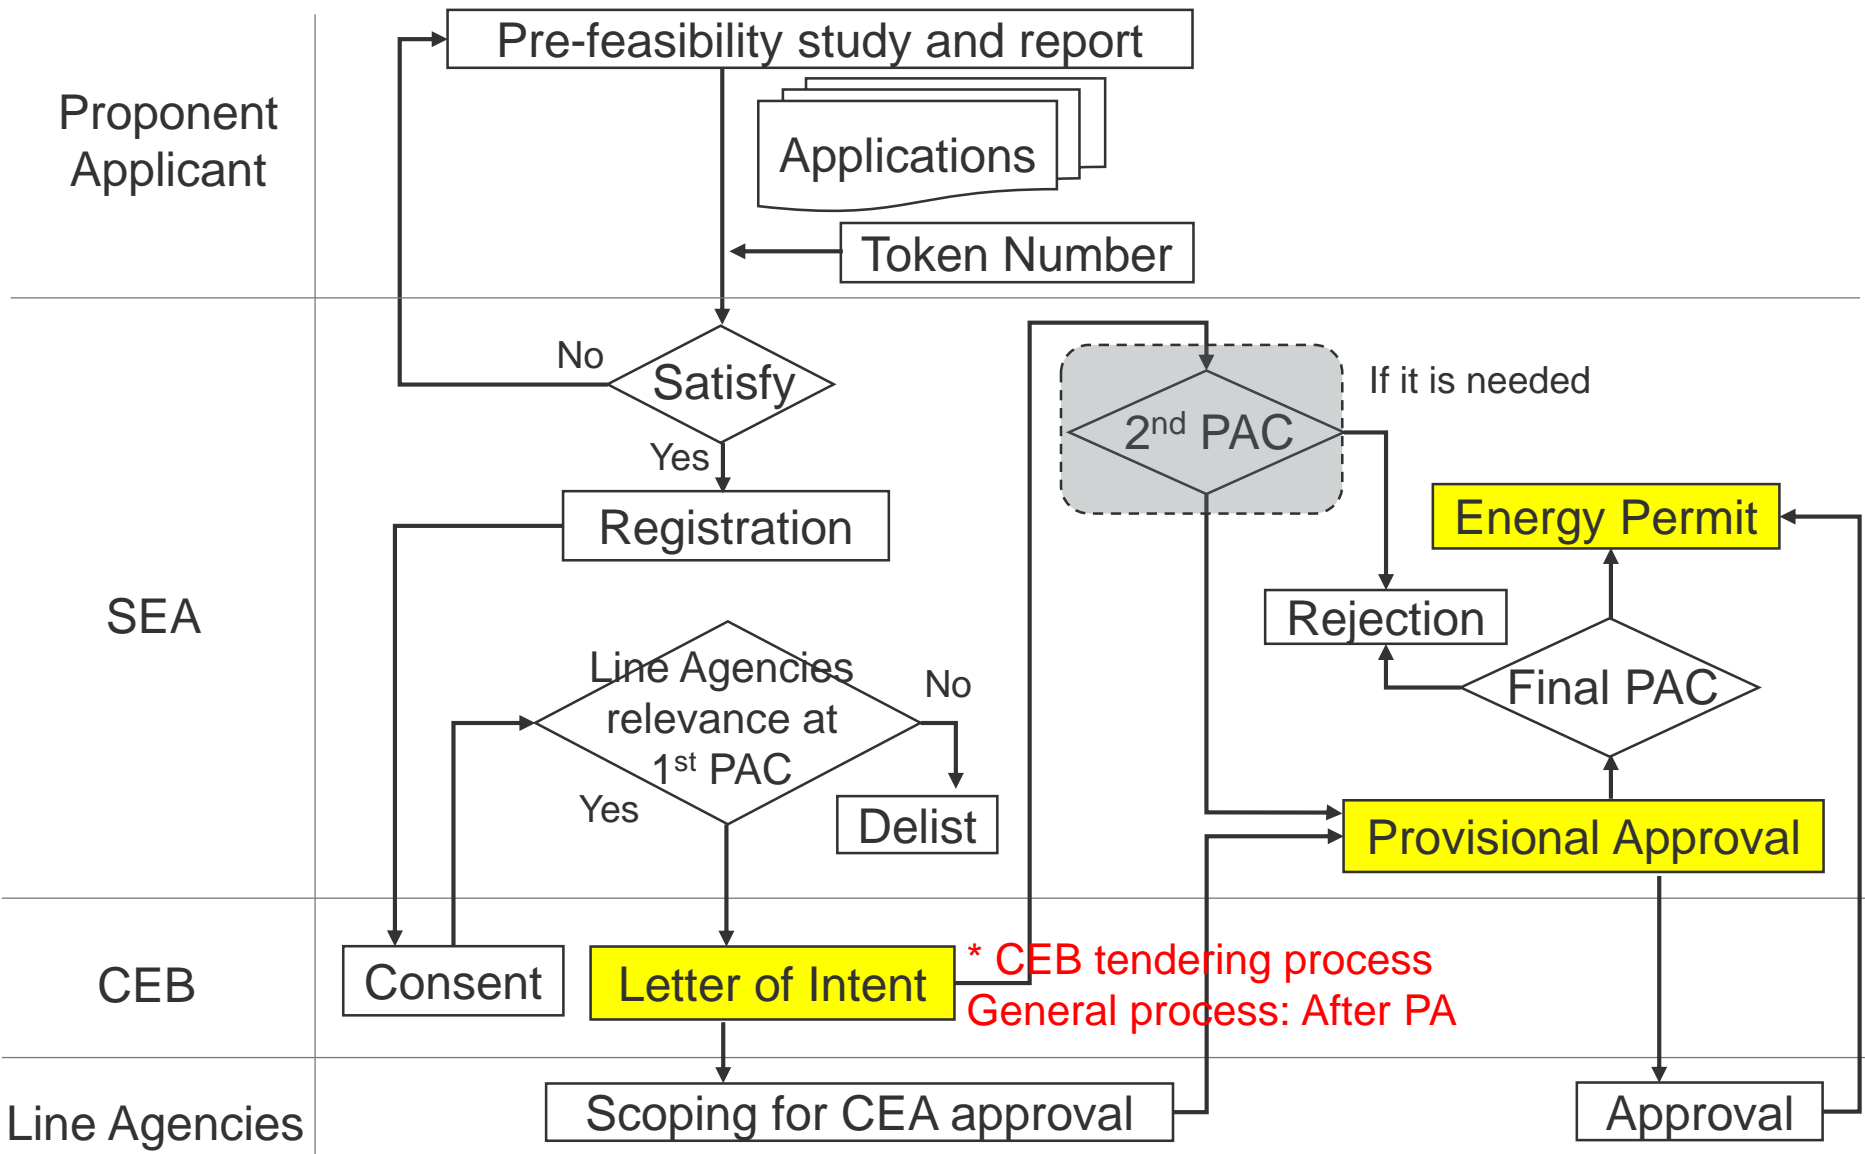 Pre-feasibility study and report
Proponent
Applicant
Applications
Token Number
No
Satisfy
Yes
2nd PAC
If it is needed
Registration
Energy Permit
SEA
Rejection
Line Agencies
relevance at
1st PAC
No
Yes
Final PAC
Delist
Provisional Approval
CEB
Consent
Letter of Intent
* CEB tendering process
General process: After PA
Line Agencies
Scoping for CEA approval
Approval